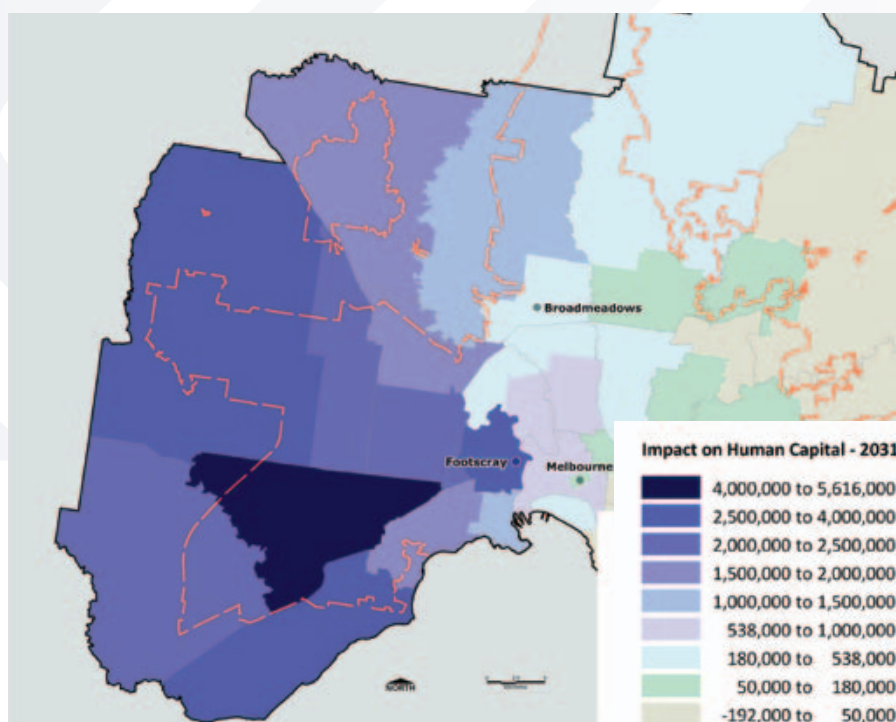 Broadmeadows
Footscray
Melbourne
Impact on Human Capital - 2031
4,000,000 to 5,616,000
2,500,000 to 4,000,000
2,000,000 to 2,500,000
1,500,000 to 2,000,000
1,000,000 to 1,500,000
538,000 to 1,000,000
180,000 to 538,000
50,000 to 180,000
-192,000 to 50,000
NORTH